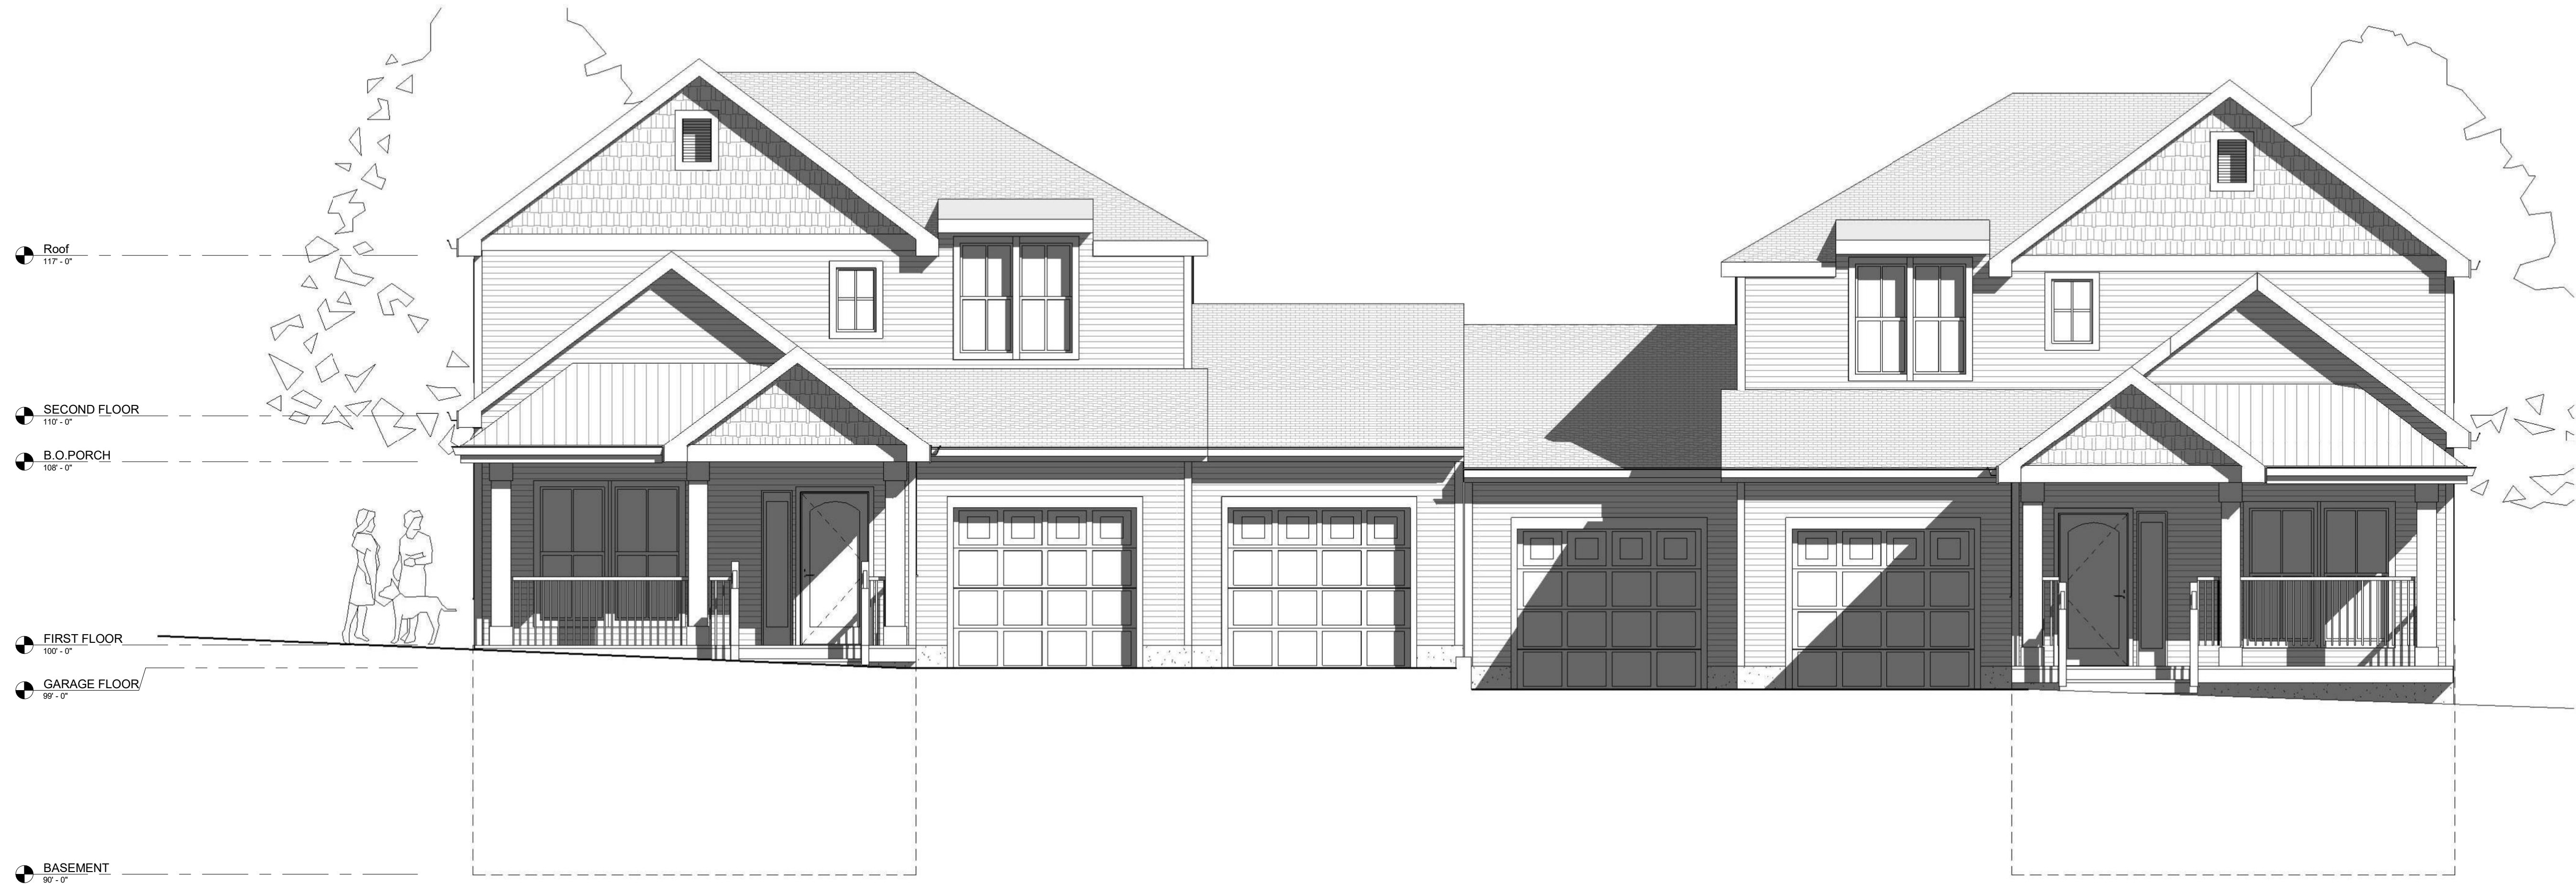 Roof
117' - 0"
SECOND FLOOR
110' - 0"
B.O.PORCH
108' - 0"
FIRST FLOOR
100' - 0"
GARAGE FLOOR
99' - 0"
BASEMENT
90' - 0"